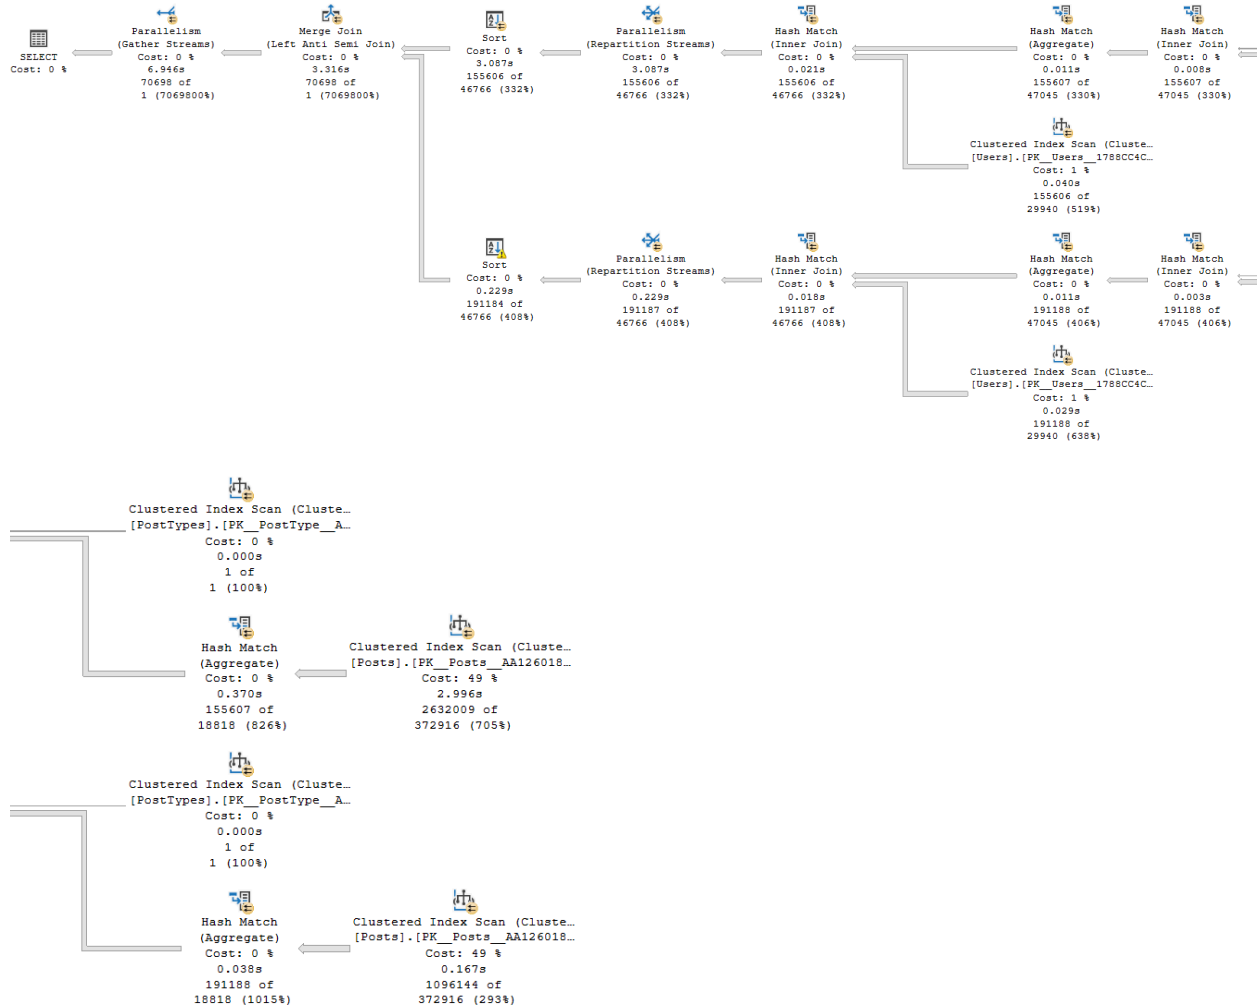 SELECT
Cost: 0 %
Parallelism
(Gather Streams)
Cost: 0 %
6.946s
70698 of
1 (7069800%)
Merge Join
(Left Anti Semi Join)
Cost: 0 %
3.316s
70698 of
1 (7069800%)
Sort
Cost: 0 %
3.087s
155606 of
46766 (332%)
Parallelism
(Repartition Streams)
Cost: 0 %
3.087s
155606 of
46766 (332%)
Hash Match
(Inner Join)
Cost: 0 %
0.021s
155606 of
46766 (332%)
Hash Match
(Aggregate)
Cost: 0 %
0.011s
155607 of
47045 (330%)
Hash Match
(Inner Join)
Cost: 0 %
0.008s
155607 of
47045 (330%)
Clustered Index Scan (Cluste…
[Users].[PK__Users__1788CC4C…
Cost: 1 %
0.040s
155606 of
29940 (519%)
Sort
Cost: 0 %
0.229s
191184 of
46766 (408%)
Parallelism
(Repartition Streams)
Cost: 0 %
0.229s
191187 of
46766 (408%)
Hash Match
(Inner Join)
Cost: 0 %
0.018s
191187 of
46766 (408%)
Hash Match
(Aggregate)
Cost: 0 %
0.011s
191188 of
47045 (406%)
Hash Match
(Inner Join)
Cost: 0 %
0.003s
191188 of
47045 (406%)
Clustered Index Scan (Cluste…
[Users].[PK__Users__1788CC4C…
Cost: 1 %
0.029s
191188 of
29940 (638%)
Clustered Index Scan (Cluste…
[PostTypes].[PK__PostType__A…
Cost: 0 %
0.000s
1 of
1 (100%)
Hash Match
(Aggregate)
Cost: 0 %
0.370s
155607 of
18818 (826%)
Clustered Index Scan (Cluste…
[Posts].[PK__Posts__AA126018…
Cost: 49 %
2.996s
2632009 of
372916 (705%)
Clustered Index Scan (Cluste…
[PostTypes].[PK__PostType__A…
Cost: 0 %
0.000s
1 of
1 (100%)
Hash Match
(Aggregate)
Cost: 0 %
0.038s
191188 of
18818 (1015%)
Clustered Index Scan (Cluste…
[Posts].[PK__Posts__AA126018…
Cost: 49 %
0.167s
1096144 of
372916 (293%)